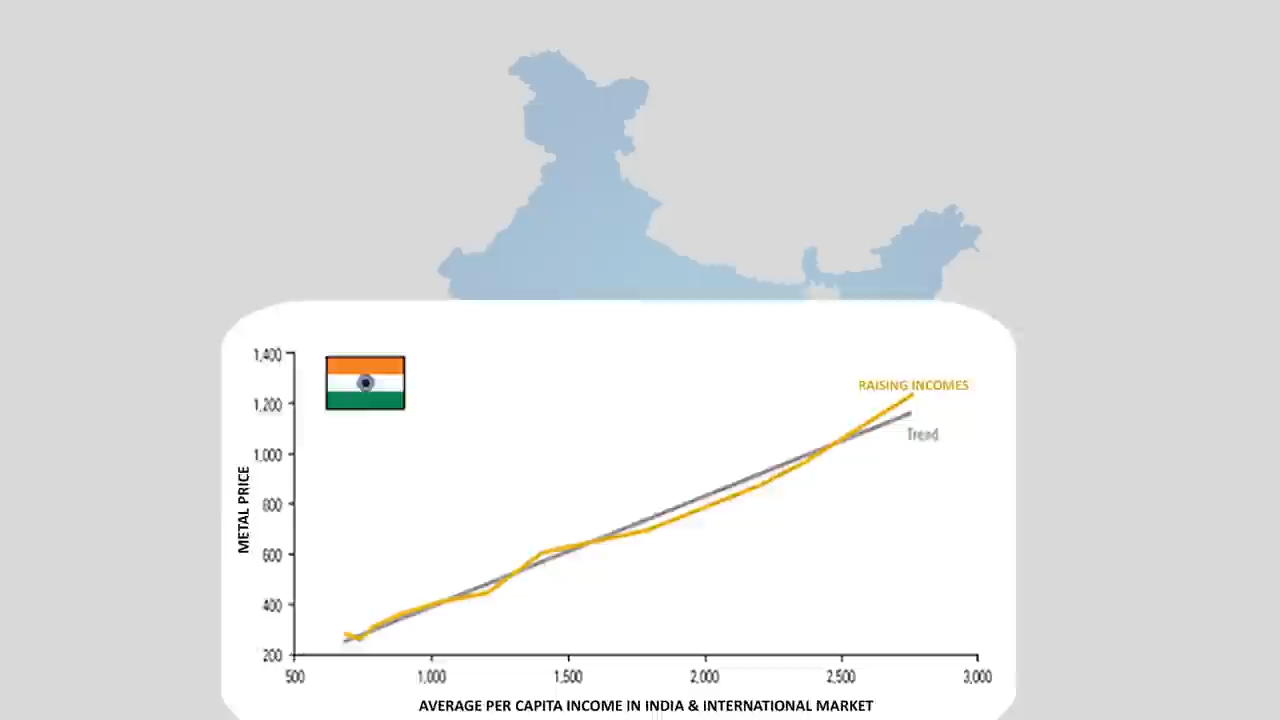 1,400
RAISING INCOMES
1,200
Trend
1,000
METAL PRICE
800
600
400
200
500 1,000 1,500 2,000 2,500 3,000
AVERAGE PER CAPITA INCOME IN INDIA & INTERNATIONAL MARKET